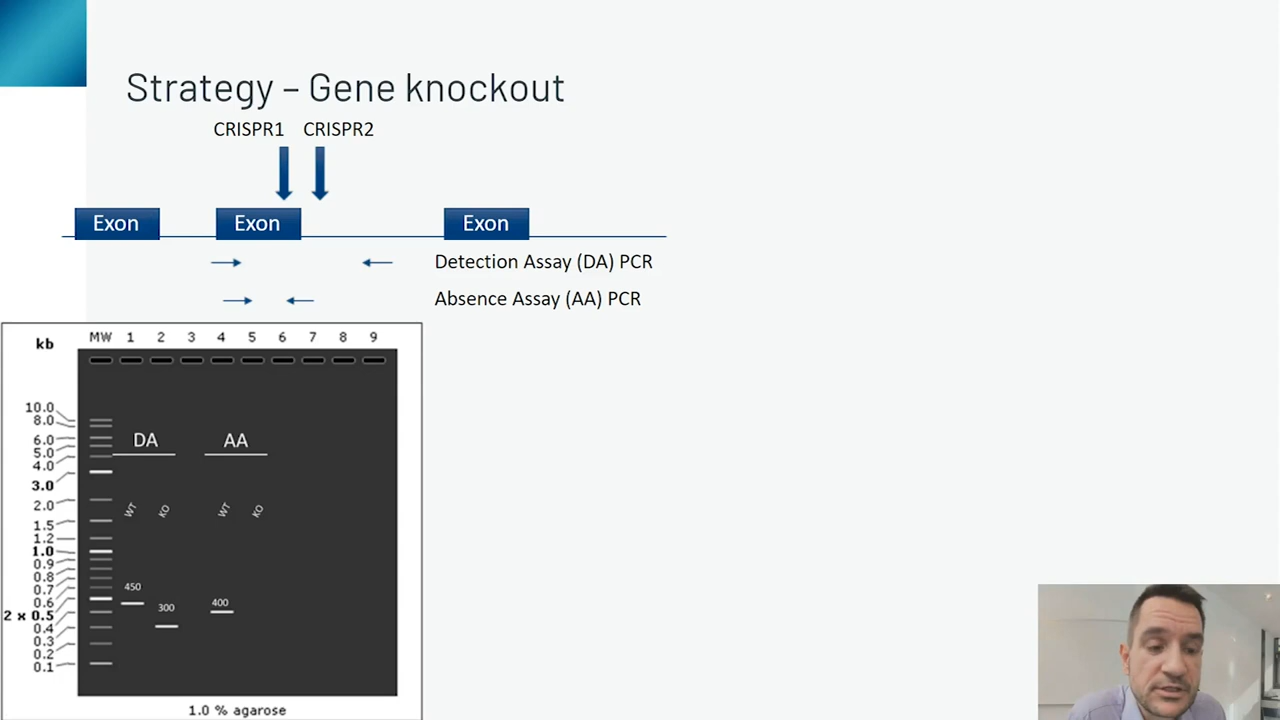 Strategy – Gene knockout
CRISPR1 CRISPR2
Exon Exon Exon
Detection Assay (DA) PCR
Absence Assay (AA) PCR
kb MW 1 2 3 4 5 6 7 8 9
10.0
8.0
6.0
5.0
4.0
3.0
2.0
1.5
1.2
1.0
0.9
0.8
0.7
0.6
2 x 0.5
0.4
0.3
0.2
0.1
DA AA
WT KO WT KO
450 300 400
1.0 % agarose